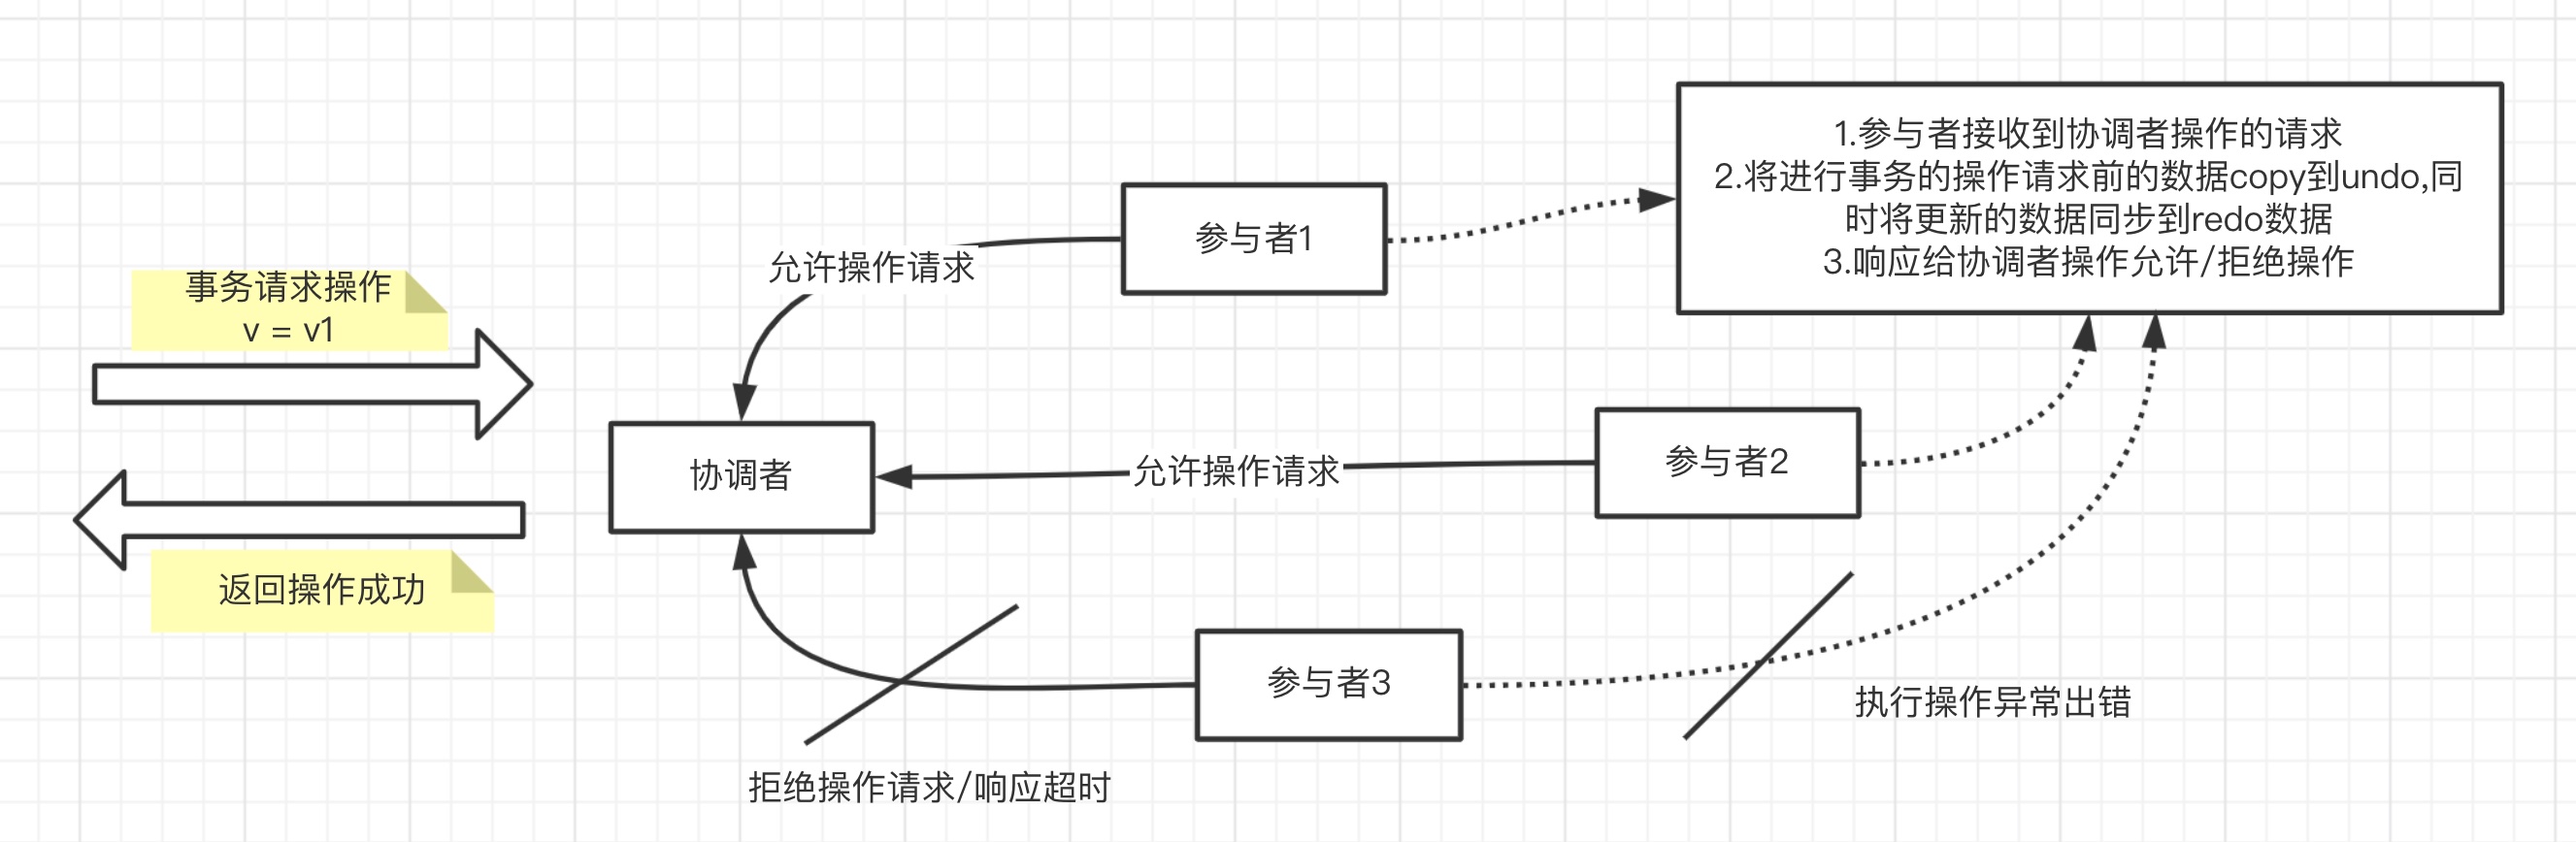 1.参与者接收到协调者操作的请求
2.将进行事务的操作请求前的数据copy到undo,同
时将更新的数据同步到redo数据
3.响应给协调者操作允许/拒绝操作
参与者1
允许操作请求
事务请求操作
v = v1
协调者
允许操作请求
参与者2
返回操作成功
参与者3
执行操作异常出错
拒绝操作请求/响应超时